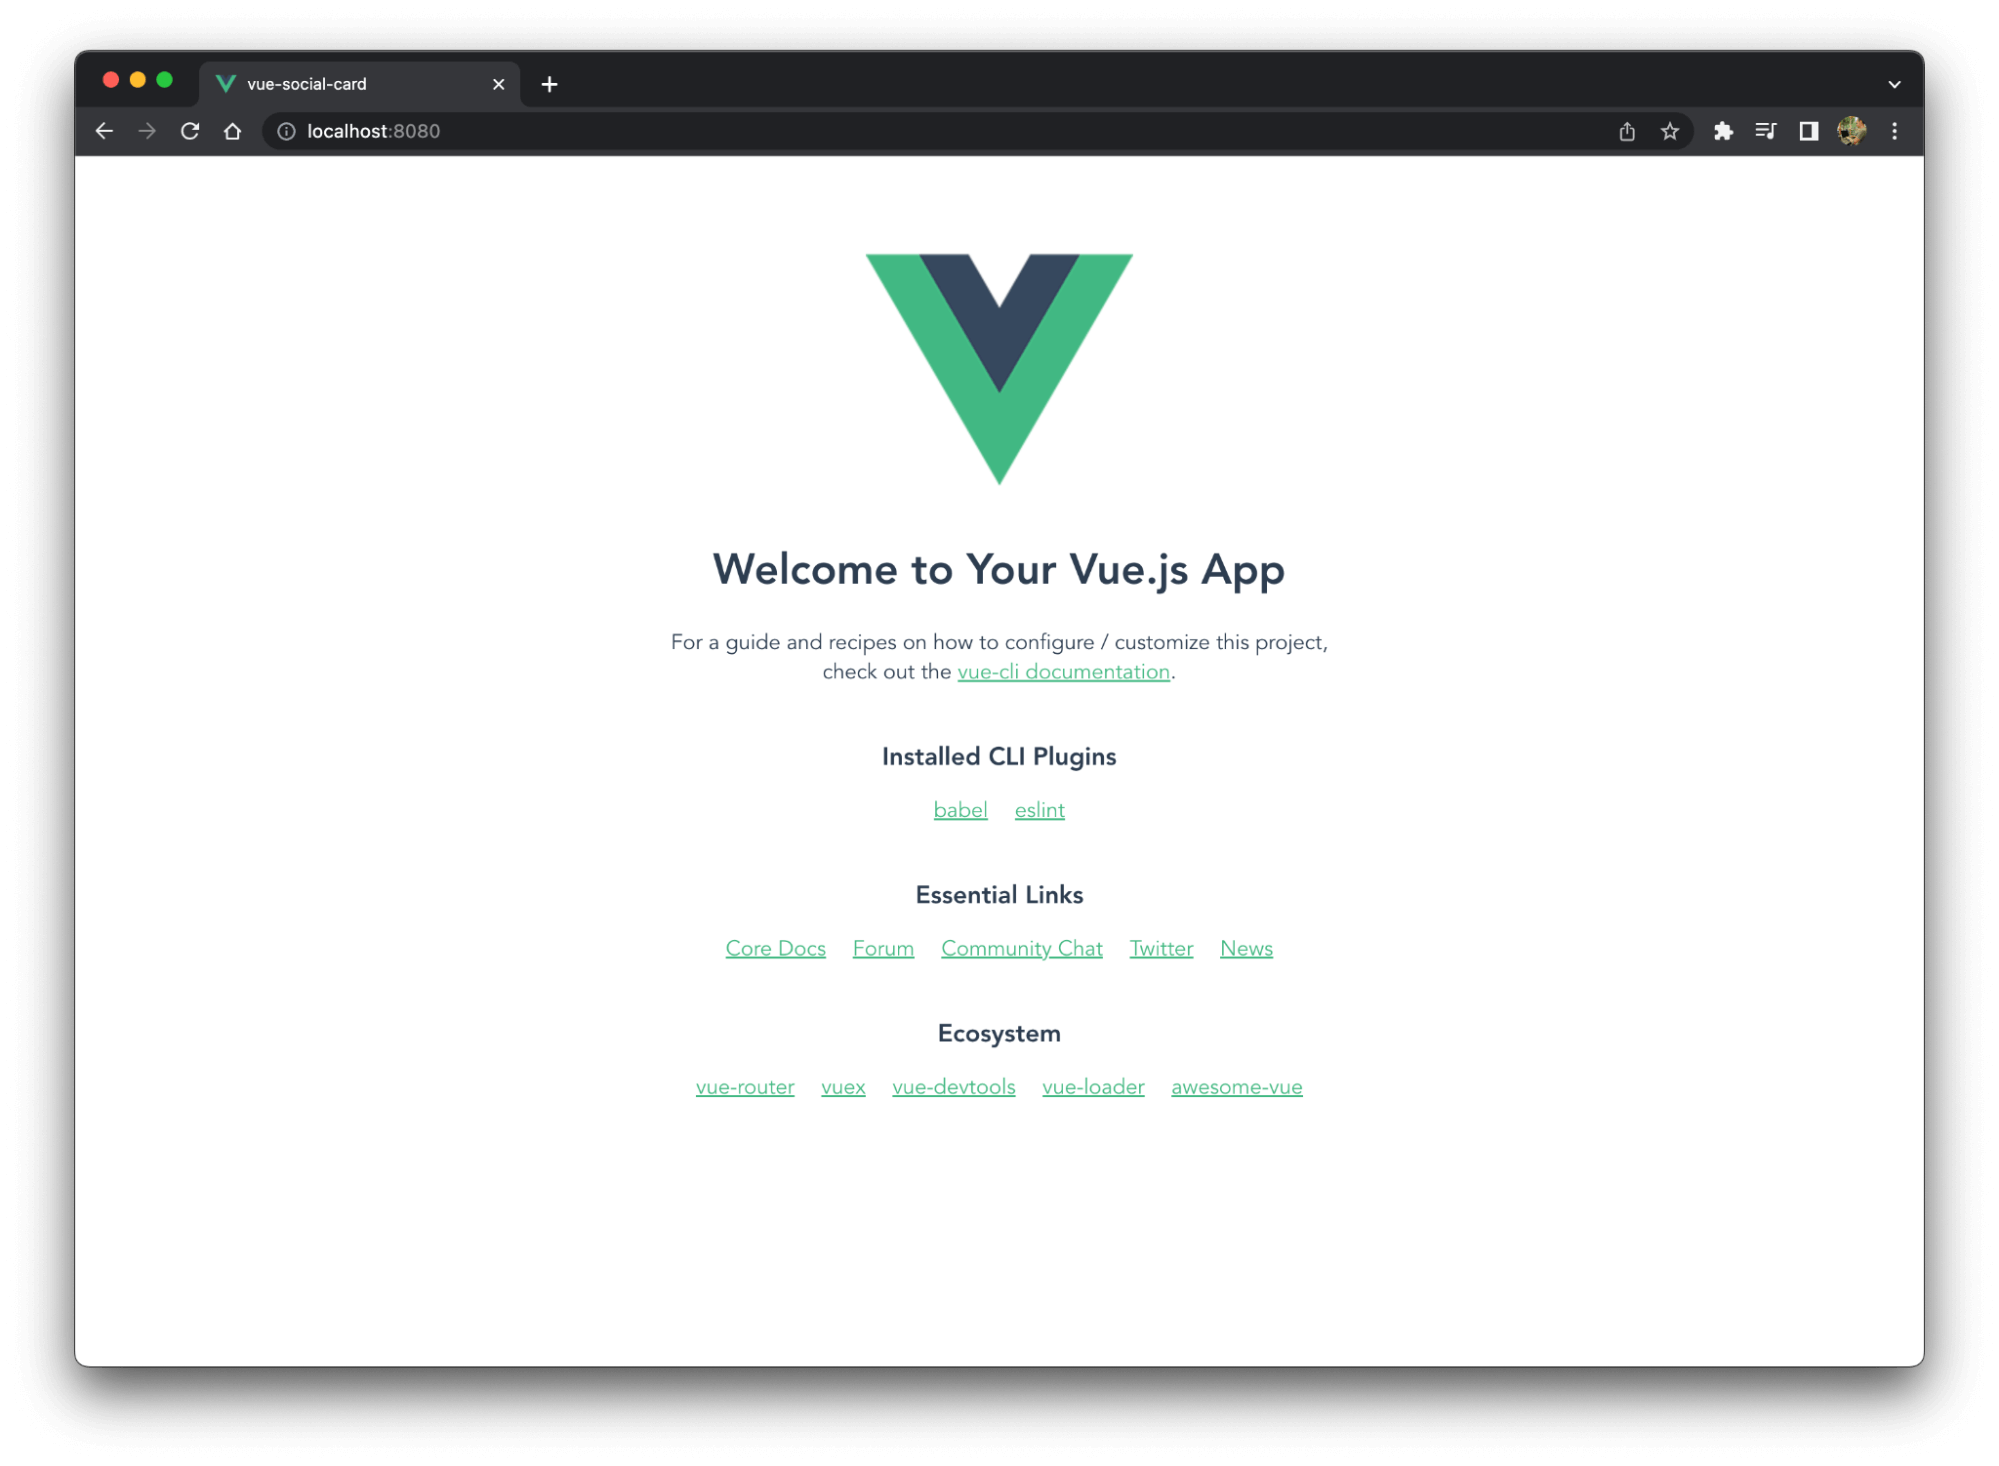 vue-social-card
localhost:8080
Welcome to Your Vue.js App
For a guide and recipes on how to configure / customize this project,
check out the vue-cli documentation.
Installed CLI Plugins
babel eslint
Essential Links
Core Docs Forum Community Chat Twitter News
Ecosystem
vue-router vuex vue-devtools vue-loader awesome-vue